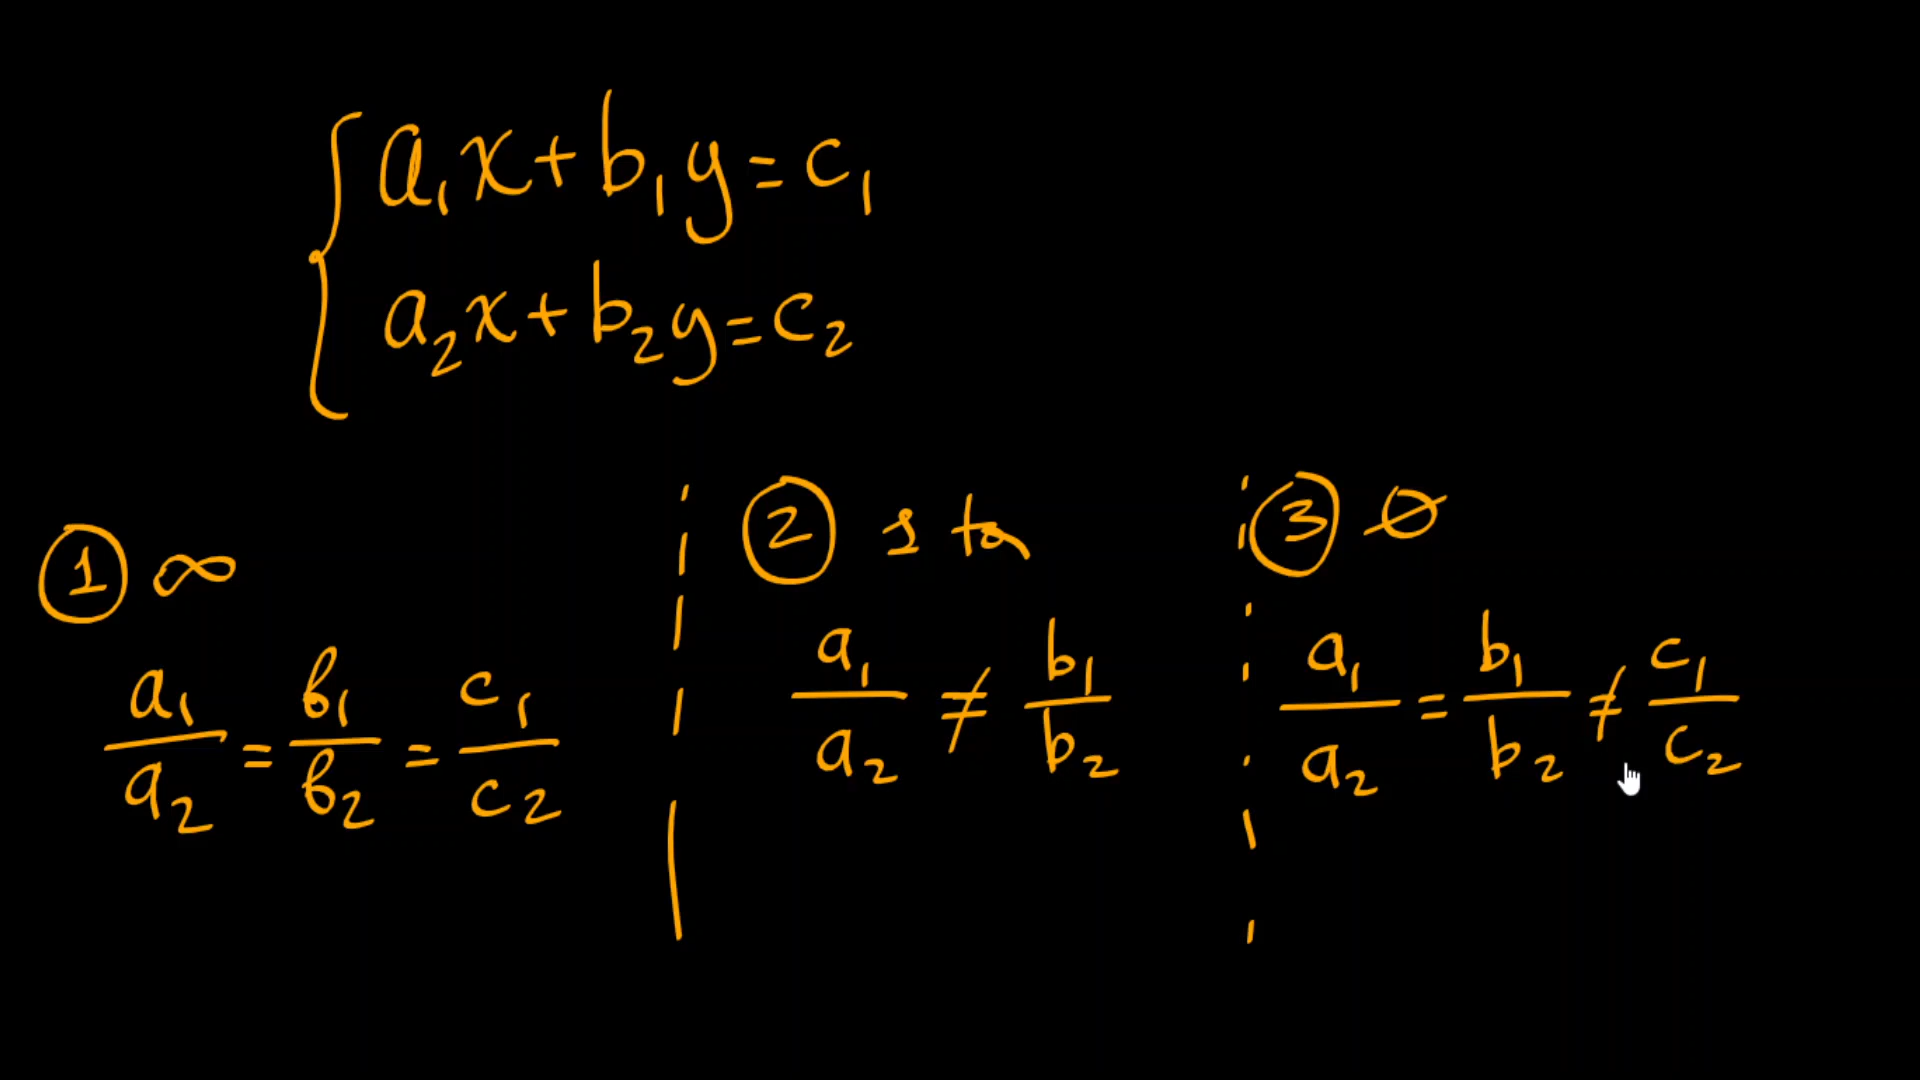 a₁x+b₁y=c₁
a₂x+b₂y=c₂
① ∞
a₁/a₂ = b₁/b₂ = c₁/c₂
② 1 ta
a₁/a₂ ≠ b₁/b₂
③ ∅
a₁/a₂ = b₁/b₂ ≠ c₁/c₂